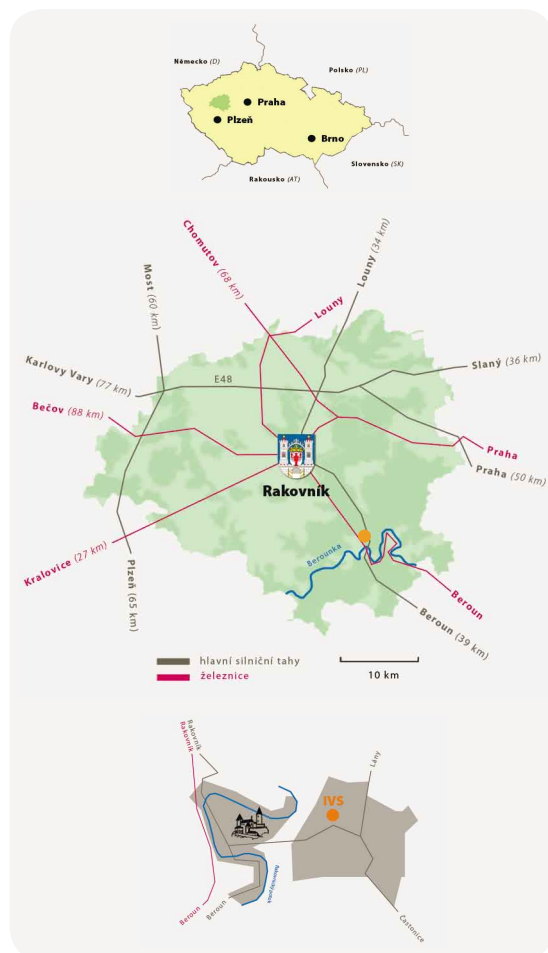 Německo (D)
Polsko (PL)
Praha
Plzeň
Brno
Slovensko (SK)
Rakousko (AT)
Chomutov (68 km)
Louny (34 km)
Most (60 km)
Louny
Karlovy Vary (77 km)
E48
Slaný (36 km)
Bečov (88 km)
Praha
Praha (50 km)
Rakovník
Kralovice (27 km)
Plzeň (65 km)
Berounka
Beroun
Beroun (39 km)
hlavní silniční tahy
železnice
10 km
Rakovník
Rakovník
Lány
IVS
Beroun
Beroun
Častonice